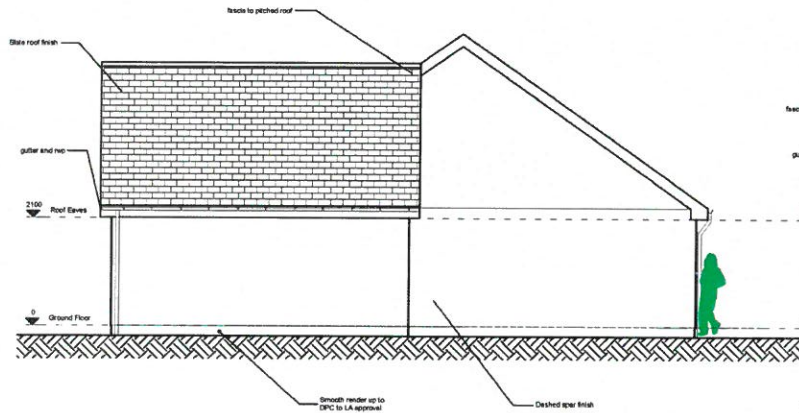 fascia to pitched roof
Slate roof finish
gutter and rwp
2100
Roof Eaves
0
Ground Floor
Smooth render up to
DPC to LA approval
Dashed spar finish